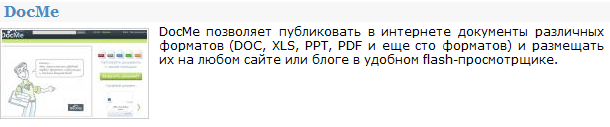 DocMe
DocMe позволяет публиковать в интернете документы различных
форматов (DOC, XLS, PPT, PDF и еще сто форматов) и размещать
их на любом сайте или блоге в удобном flash-просмотрщике.
DocMe